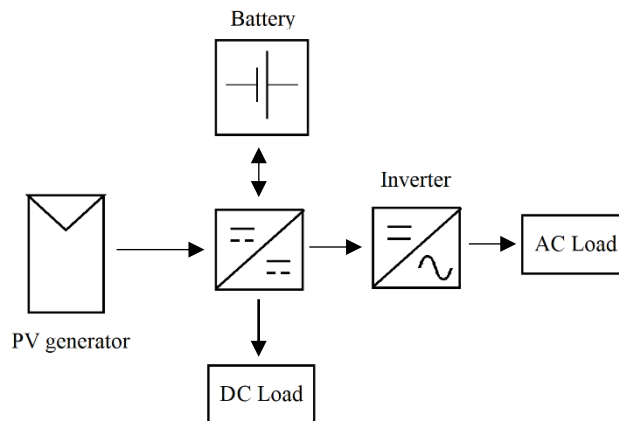 Battery
Inverter
AC Load
PV generator
DC Load